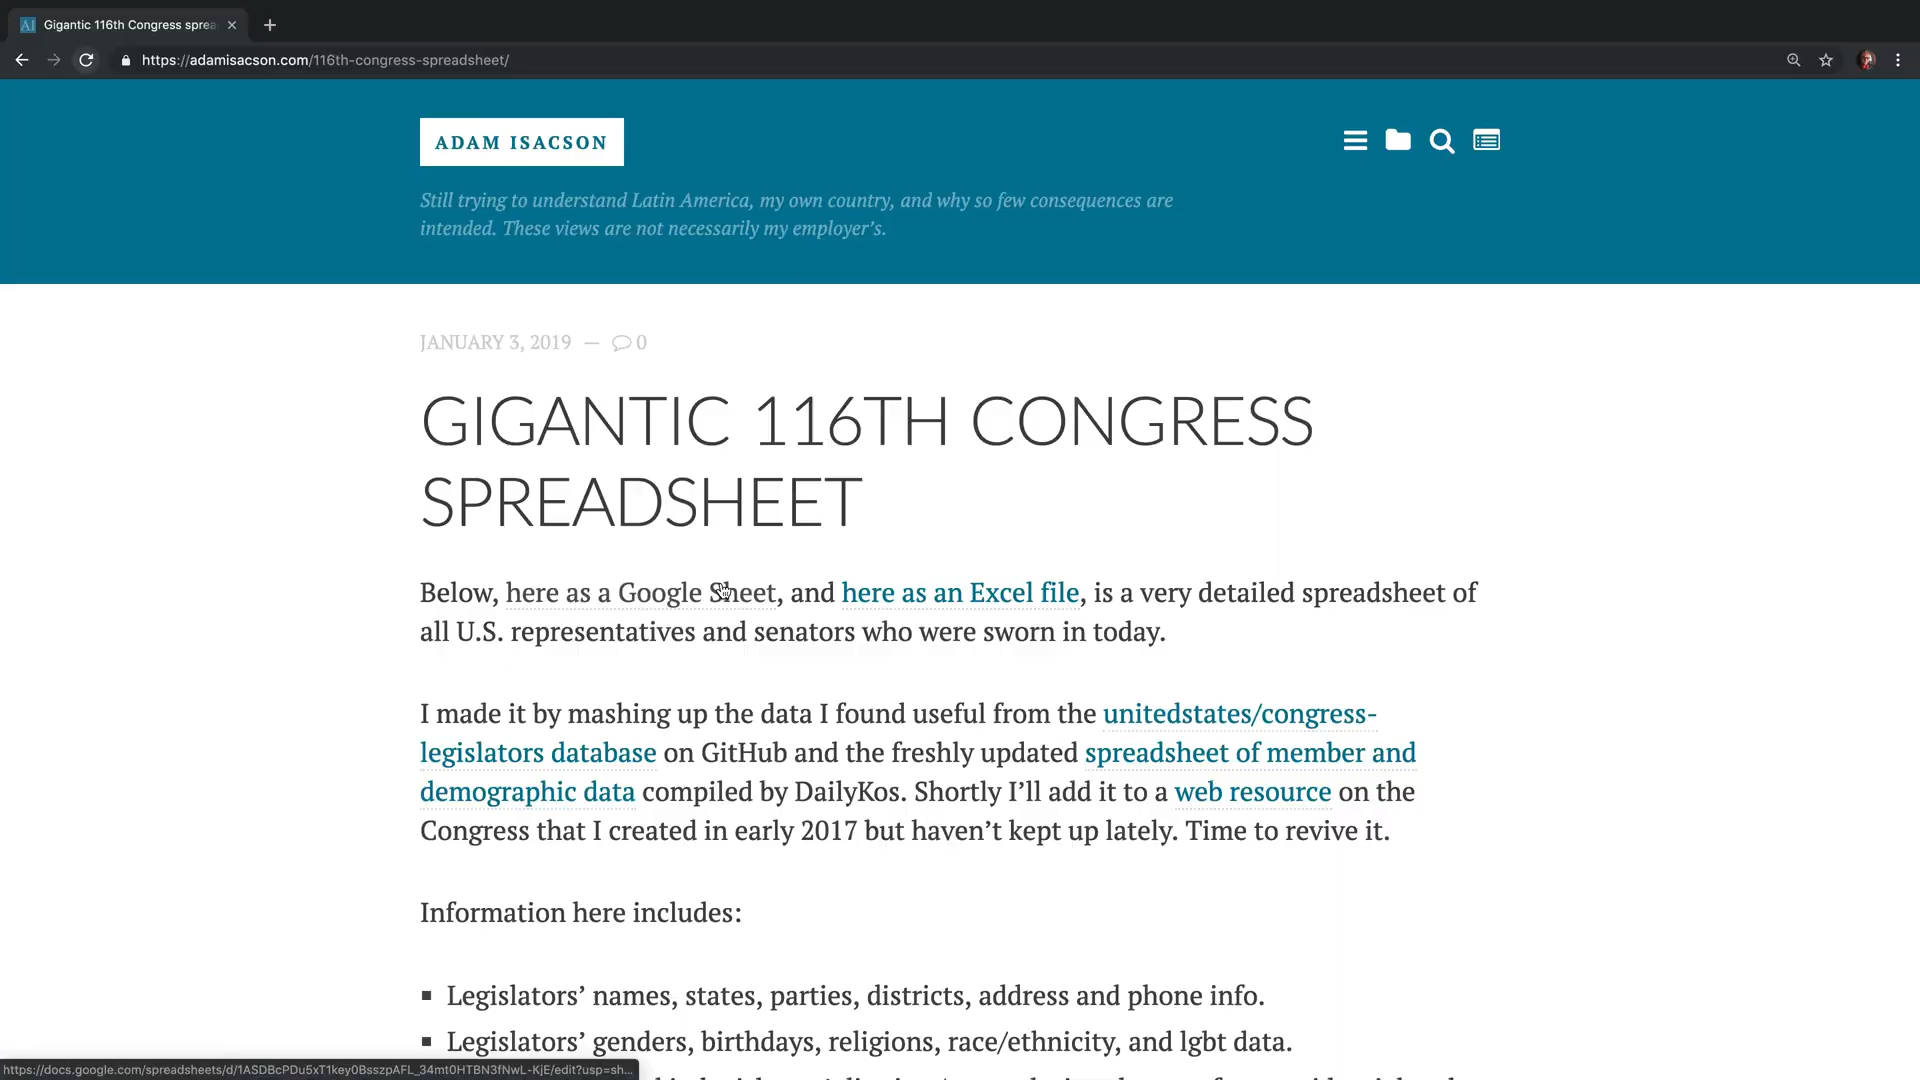 Gigantic 116th Congress sprea
https://adamisacson.com/116th-congress-spreadsheet/
ADAM ISACSON
Still trying to understand Latin America, my own country, and why so few consequences are
intended. These views are not necessarily my employer's.
JANUARY 3, 2019 — 0
GIGANTIC 116TH CONGRESS
SPREADSHEET
Below, here as a Google Sheet, and here as an Excel file, is a very detailed spreadsheet of
all U.S. representatives and senators who were sworn in today.
I made it by mashing up the data I found useful from the unitedstates/congress-
legislators database on GitHub and the freshly updated spreadsheet of member and
demographic data compiled by DailyKos. Shortly I'll add it to a web resource on the
Congress that I created in early 2017 but haven't kept up lately. Time to revive it.
Information here includes:
▪ Legislators' names, states, parties, districts, address and phone info.
▪ Legislators' genders, birthdays, religions, race/ethnicity, and lgbt data.
https://docs.google.com/spreadsheets/d/1ASDBcPDu5xT1key0BsszpAFL_34mt0HTBN3fNwL-KjE/edit?usp=sh...